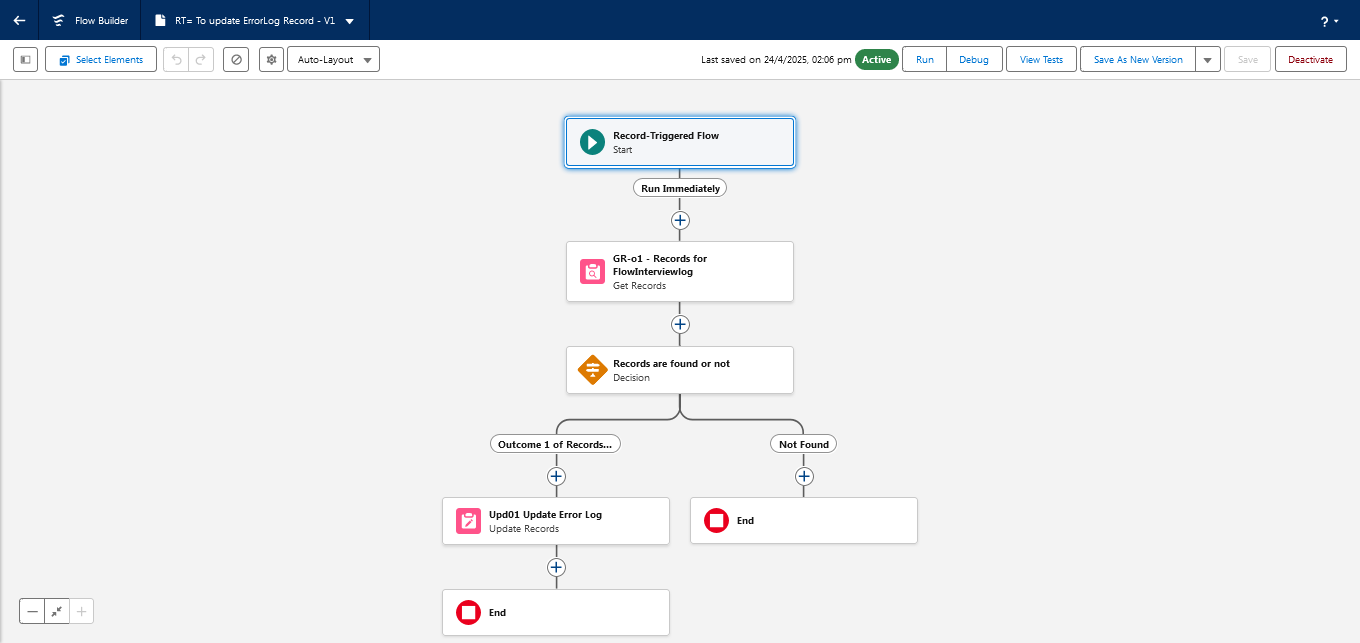 Flow Builder
RT= To update ErrorLog Record - V1
?
Select Elements
Auto-Layout
Last saved on 24/4/2025, 02:06 pm
Active
Run
Debug
View Tests
Save As New Version
Save
Deactivate
Record-Triggered Flow
Start
Run Immediately
GR-o1 - Records for
FlowInterviewlog
Get Records
Records are found or not
Decision
Outcome 1 of Records...
Not Found
Upd01 Update Error Log
Update Records
End
End